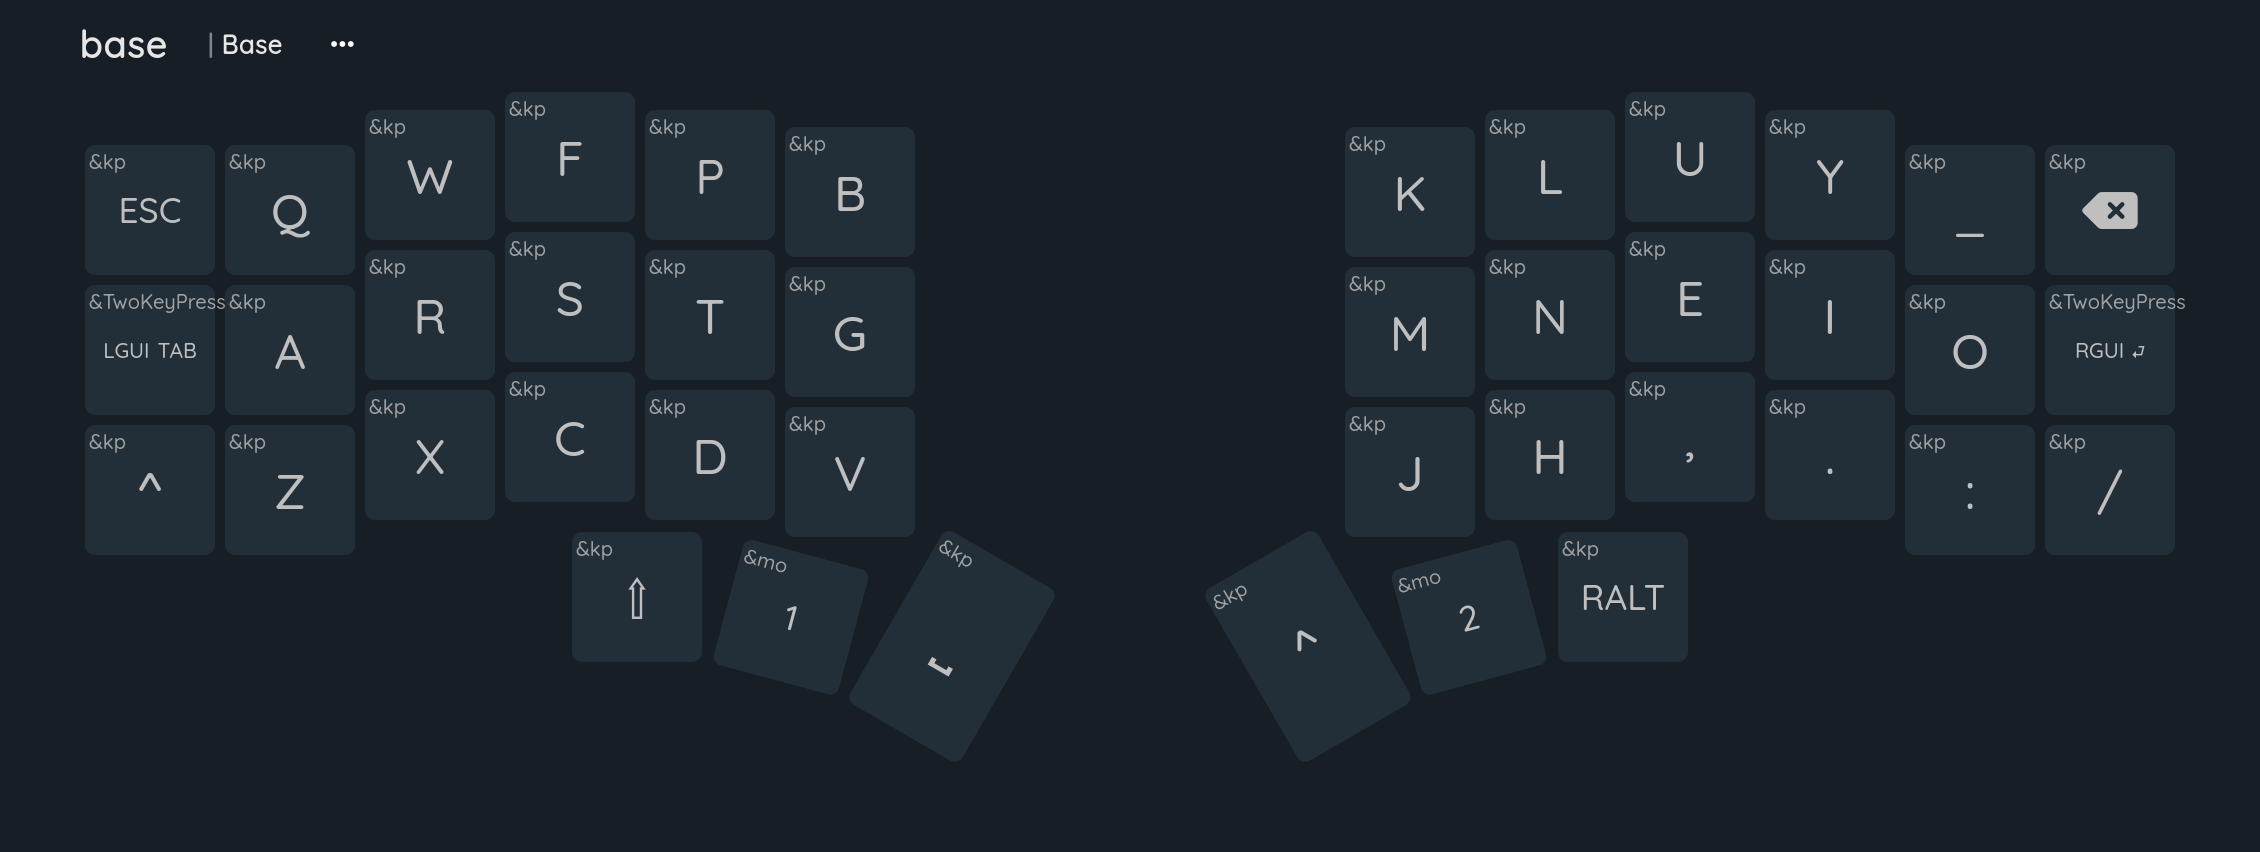 base | Base •••
&kp ESC &kp Q &kp W &kp F &kp P &kp B &kp K &kp L &kp U &kp Y &kp _ &kp
&TwoKeyPress LGUI TAB &kp A &kp R &kp S &kp T &kp G &kp M &kp N &kp E &kp I &kp O &TwoKeyPress RGUI ⏎
&kp ^ &kp Z &kp X &kp C &kp D &kp V &kp J &kp H &kp , &kp . &kp : &kp /
&kp ⇧ &mo 1 &kp ⎵ &kp ^ &mo 2 &kp RALT